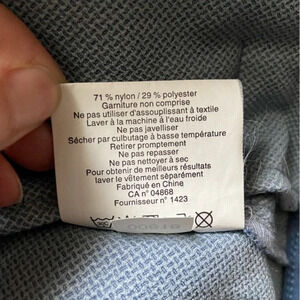 71 % nylon / 29 % polyester
Garniture non comprise
Ne pas utiliser d'assouplissant à textile
Laver à la machine à l'eau froide
Ne pas javelliser
Sécher par culbutage à basse température
Retirer promptement
Ne pas repasser
Ne pas nettoyer à sec
Pour obtenir de meilleurs résultats
laver le vêtement séparément
Fabriqué en Chine
CA n° 04868
Fournisseur n° 1423